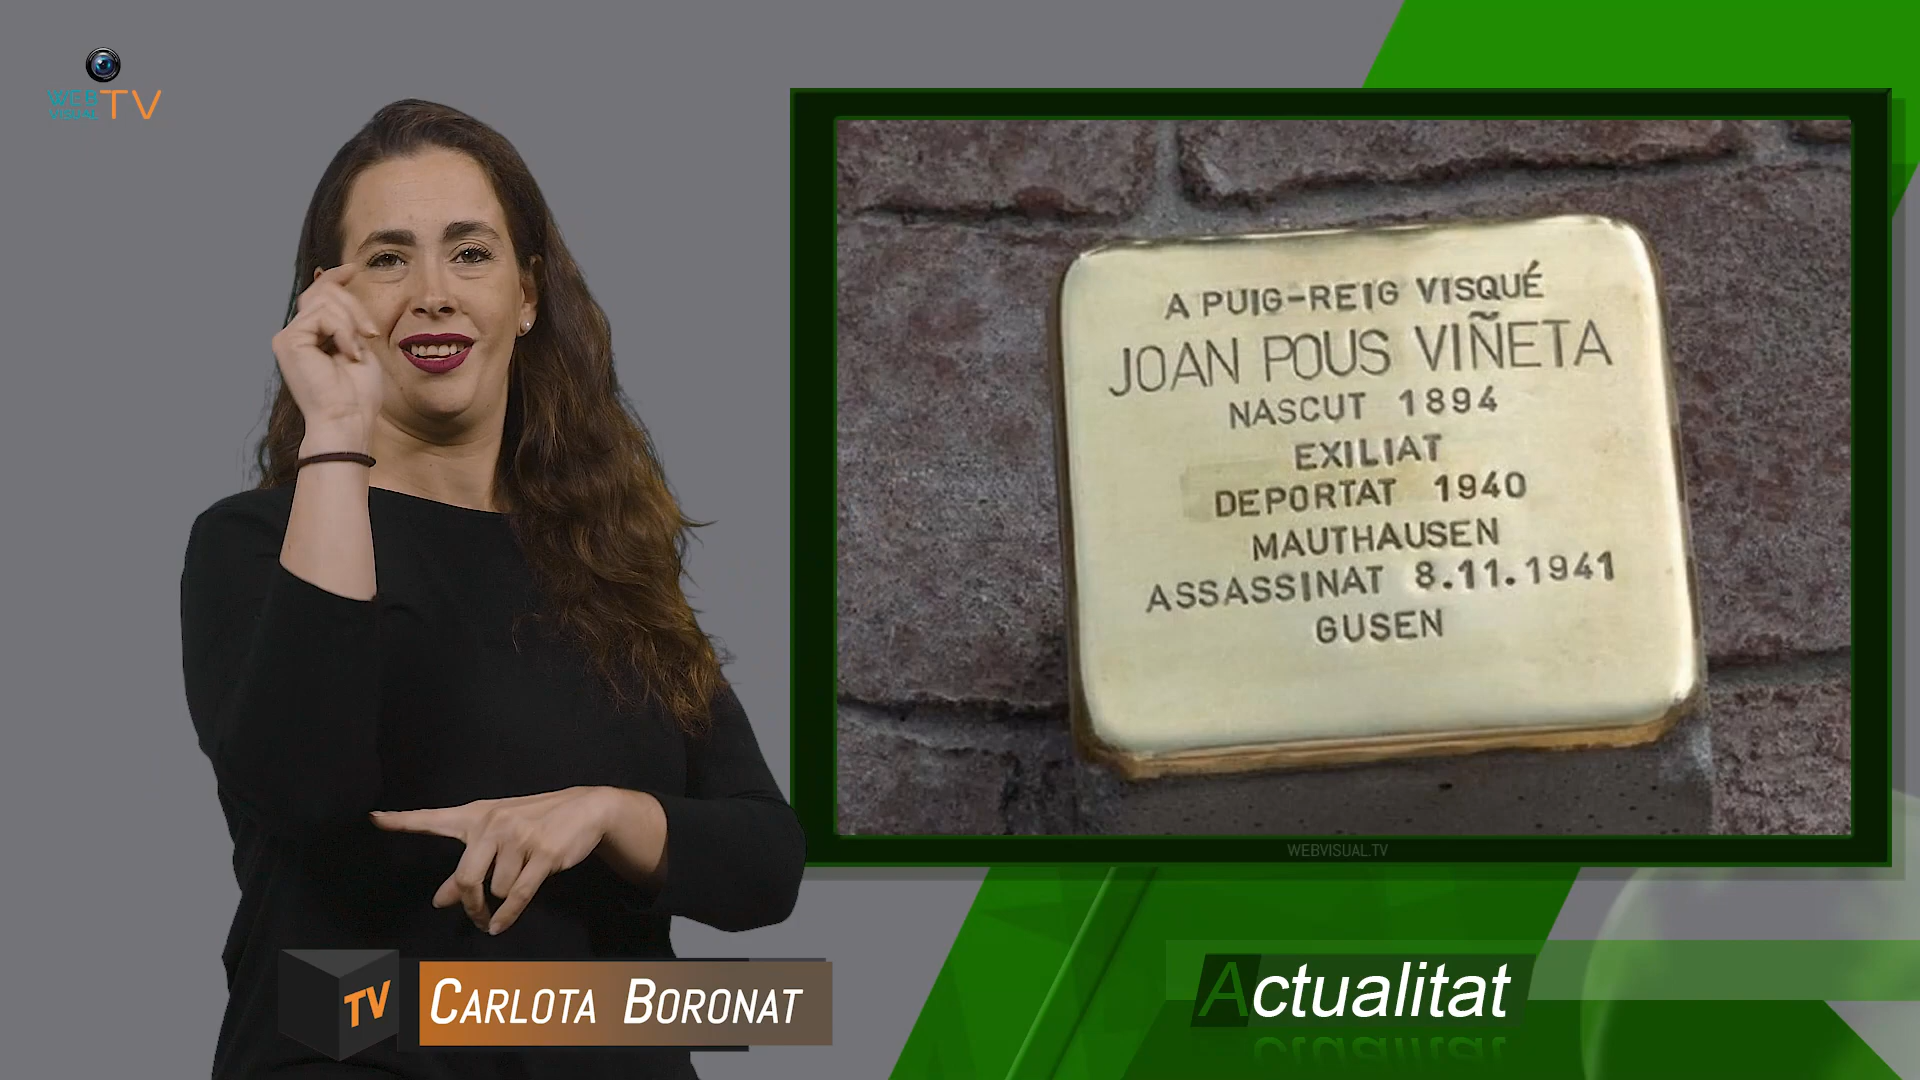 WEB TV
VISUAL
A PUIG-REIG VISQUÉ
JOAN POUS VIÑETA
NASCUT 1894
EXILIAT
DEPORTAT 1940
MAUTHAUSEN
ASSASSINAT 8.11.1941
GUSEN
WEBVISUAL.TV
TV
CARLOTA BORONAT
Actualitat